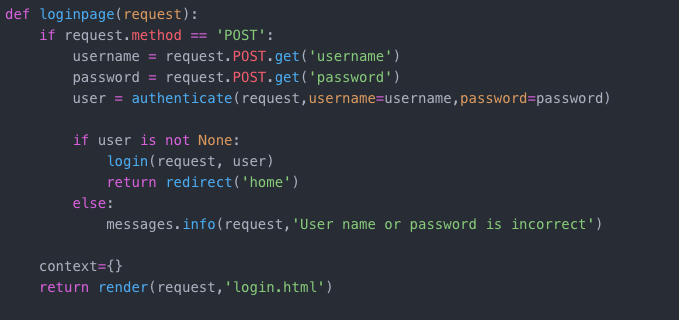 def loginpage(request):
    if request.method == 'POST':
        username = request.POST.get('username')
        password = request.POST.get('password')
        user = authenticate(request,username=username,password=password)

        if user is not None:
            login(request, user)
            return redirect('home')
        else:
            messages.info(request,'User name or password is incorrect')

    context={}
    return render(request,'login.html')